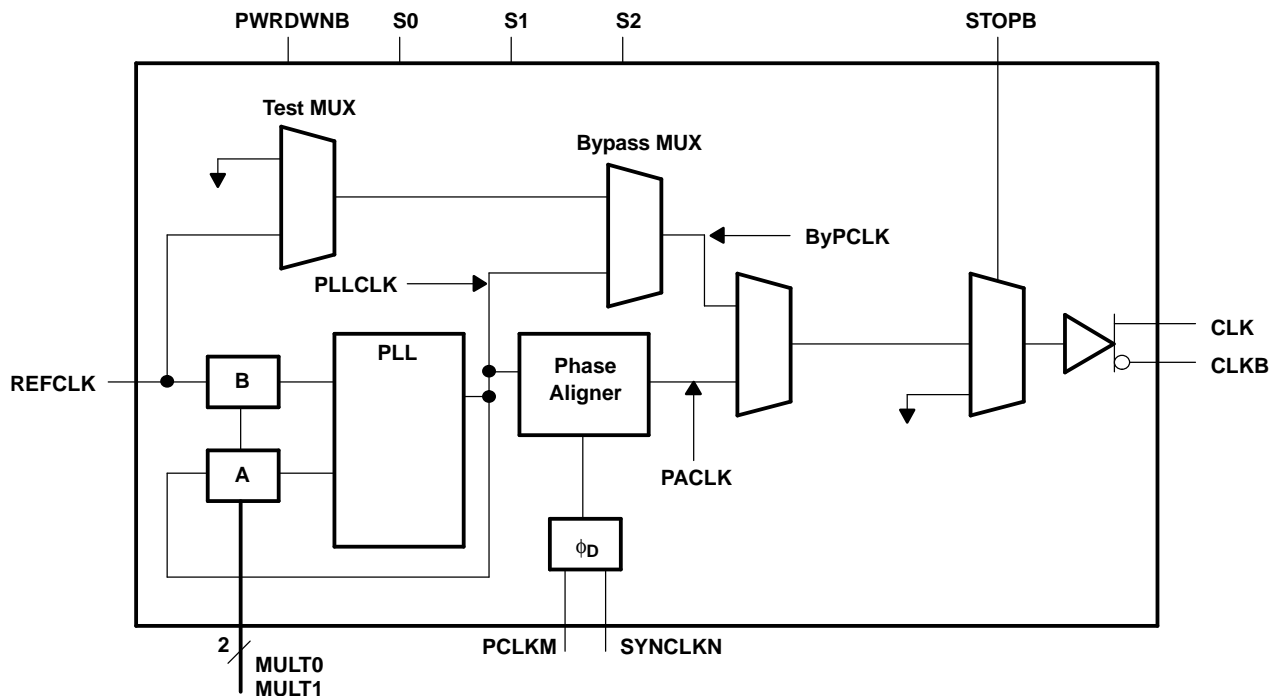 PWRDWNB S0 S1 S2 STOPB
Test MUX
Bypass MUX
ByPCLK
PLLCLK
PLL
Phase
Aligner
CLK
CLKB
REFCLK
B
A
PACLK
ϕD
2
PCLKM SYNCLKN
MULT0
MULT1